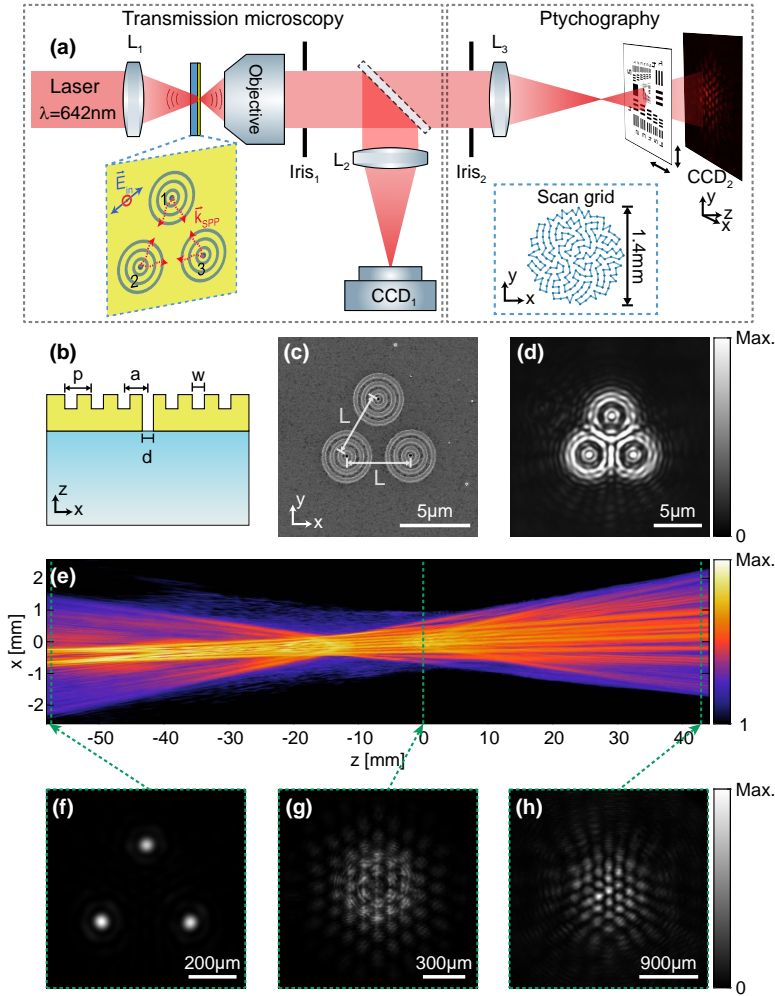 Transmission microscopy
Ptychography
(a)
L1
L3
Laser
λ=642nm
Objective
Iris1
L2
Iris2
CCD2
E⃗in
k⃗SPP
1
2
3
CCD1
Scan grid
1.4mm
y
x
y
z
x
(b)
p
a
w
d
z
x
(c)
L
L
y
x
5μm
(d)
5μm
Max.
0
(e)
x [mm]
2
1
0
-1
-2
-50
-40
-30
-20
-10
0
10
20
30
40
z [mm]
Max.
1
(f)
200μm
(g)
300μm
(h)
900μm
Max.
0